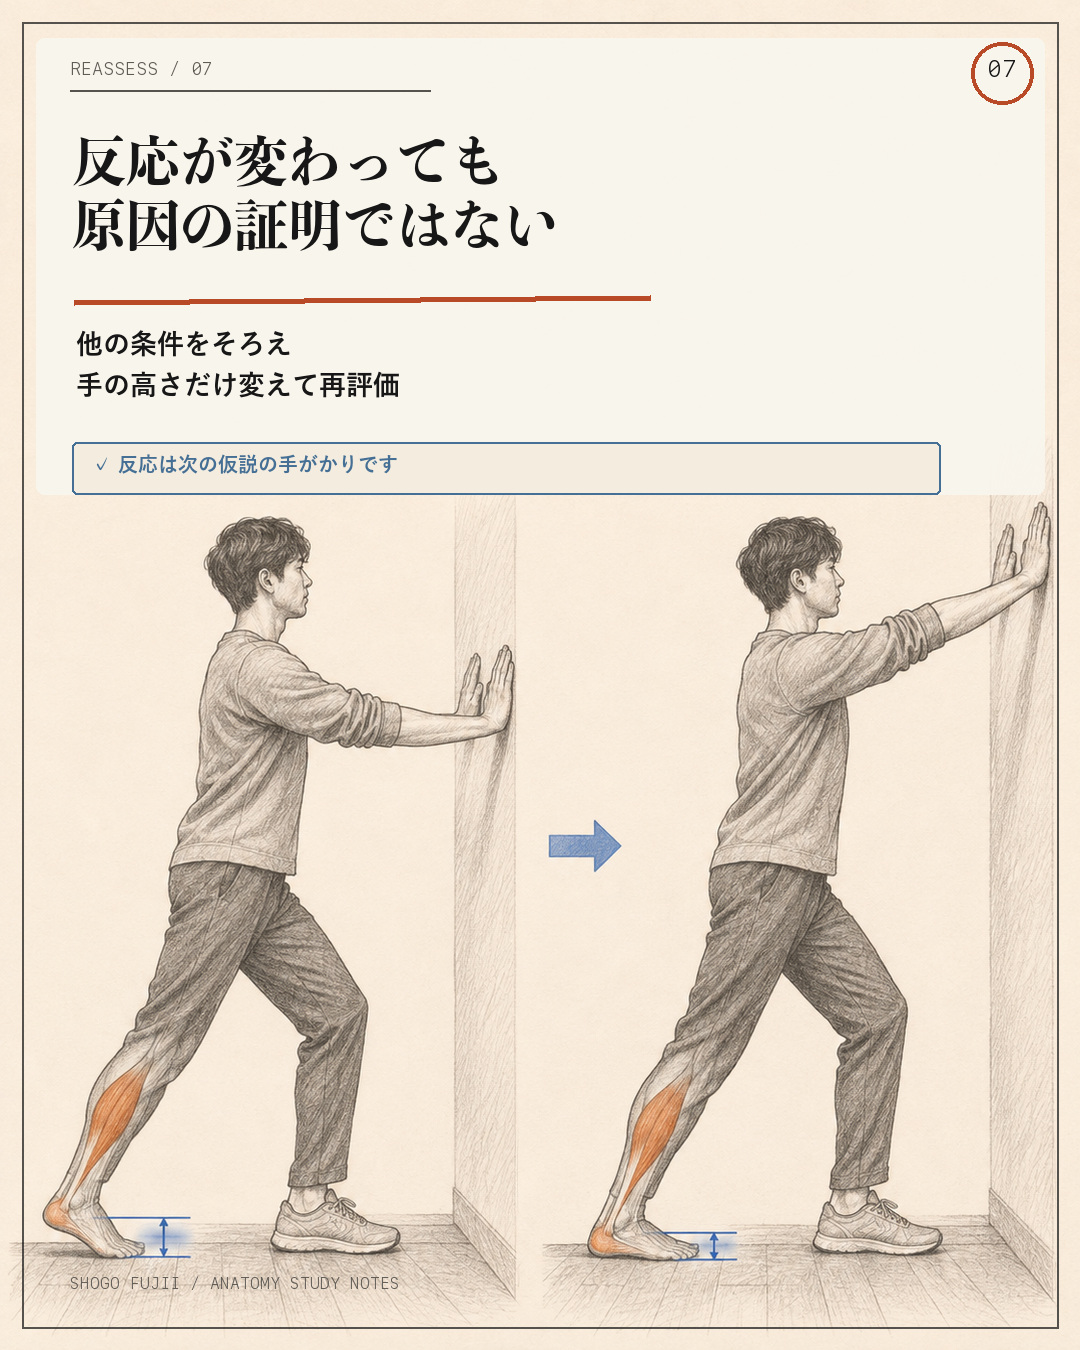 REASSESS / 07
07
反応が変わっても
原因の証明ではない
他の条件をそろえ
手の高さだけ変えて再評価
✓ 反応は次の仮説の手がかりです
SHOGO FUJII / ANATOMY STUDY NOTES